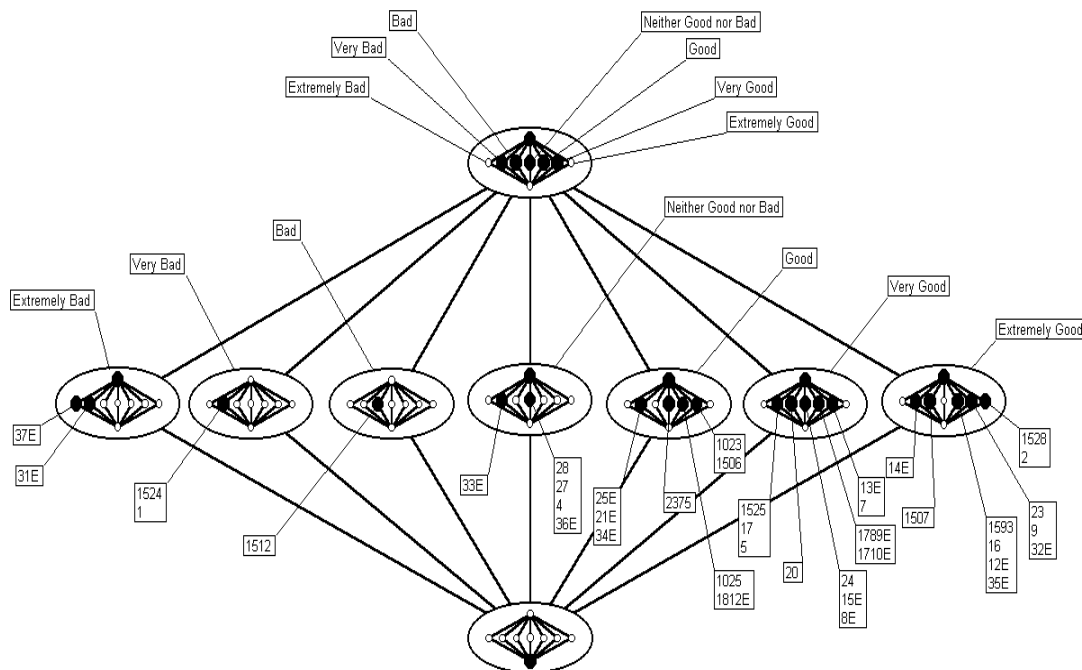 Bad
Neither Good nor Bad
Very Bad
Good
Extremely Bad
Very Good
Extremely Good
Neither Good nor Bad
Bad
Good
Very Bad
Very Good
Extremely Bad
Extremely Good
37E
31E
1524
1
1512
33E
28
27
4
36E
25E
21E
34E
2375
1023
1506
1025
1812E
1525
17
5
20
24
15E
8E
1789E
1710E
13E
7
14E
1507
1593
16
12E
35E
23
9
32E
1528
2